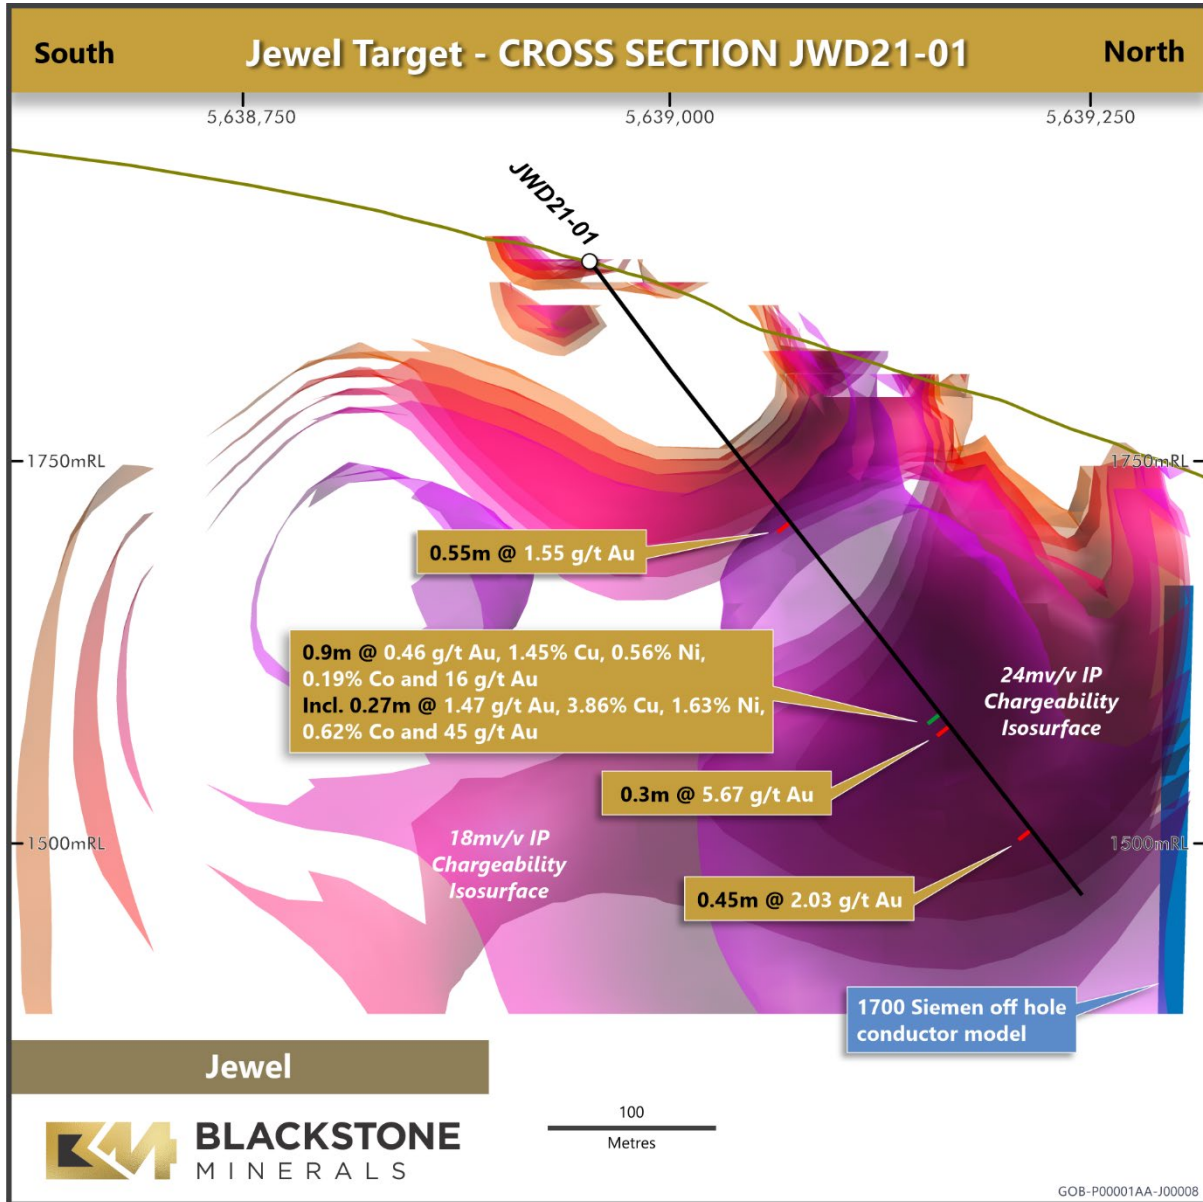 South
Jewel Target - CROSS SECTION JWD21-01
North
5,638,750
5,639,000
5,639,250
JWD21-01
1750mRL
1750mRL
0.55m @ 1.55 g/t Au
0.9m @ 0.46 g/t Au, 1.45% Cu, 0.56% Ni,
0.19% Co and 16 g/t Au
Incl. 0.27m @ 1.47 g/t Au, 3.86% Cu, 1.63% Ni,
0.62% Co and 45 g/t Au
24mv/v IP
Chargeability
Isosurface
0.3m @ 5.67 g/t Au
1500mRL
18mv/v IP
Chargeability
Isosurface
1500mRL
0.45m @ 2.03 g/t Au
1700 Siemen off hole
conductor model
Jewel
BLACKSTONE
MINERALS
100
Metres
GOB-P00001AA-J00008